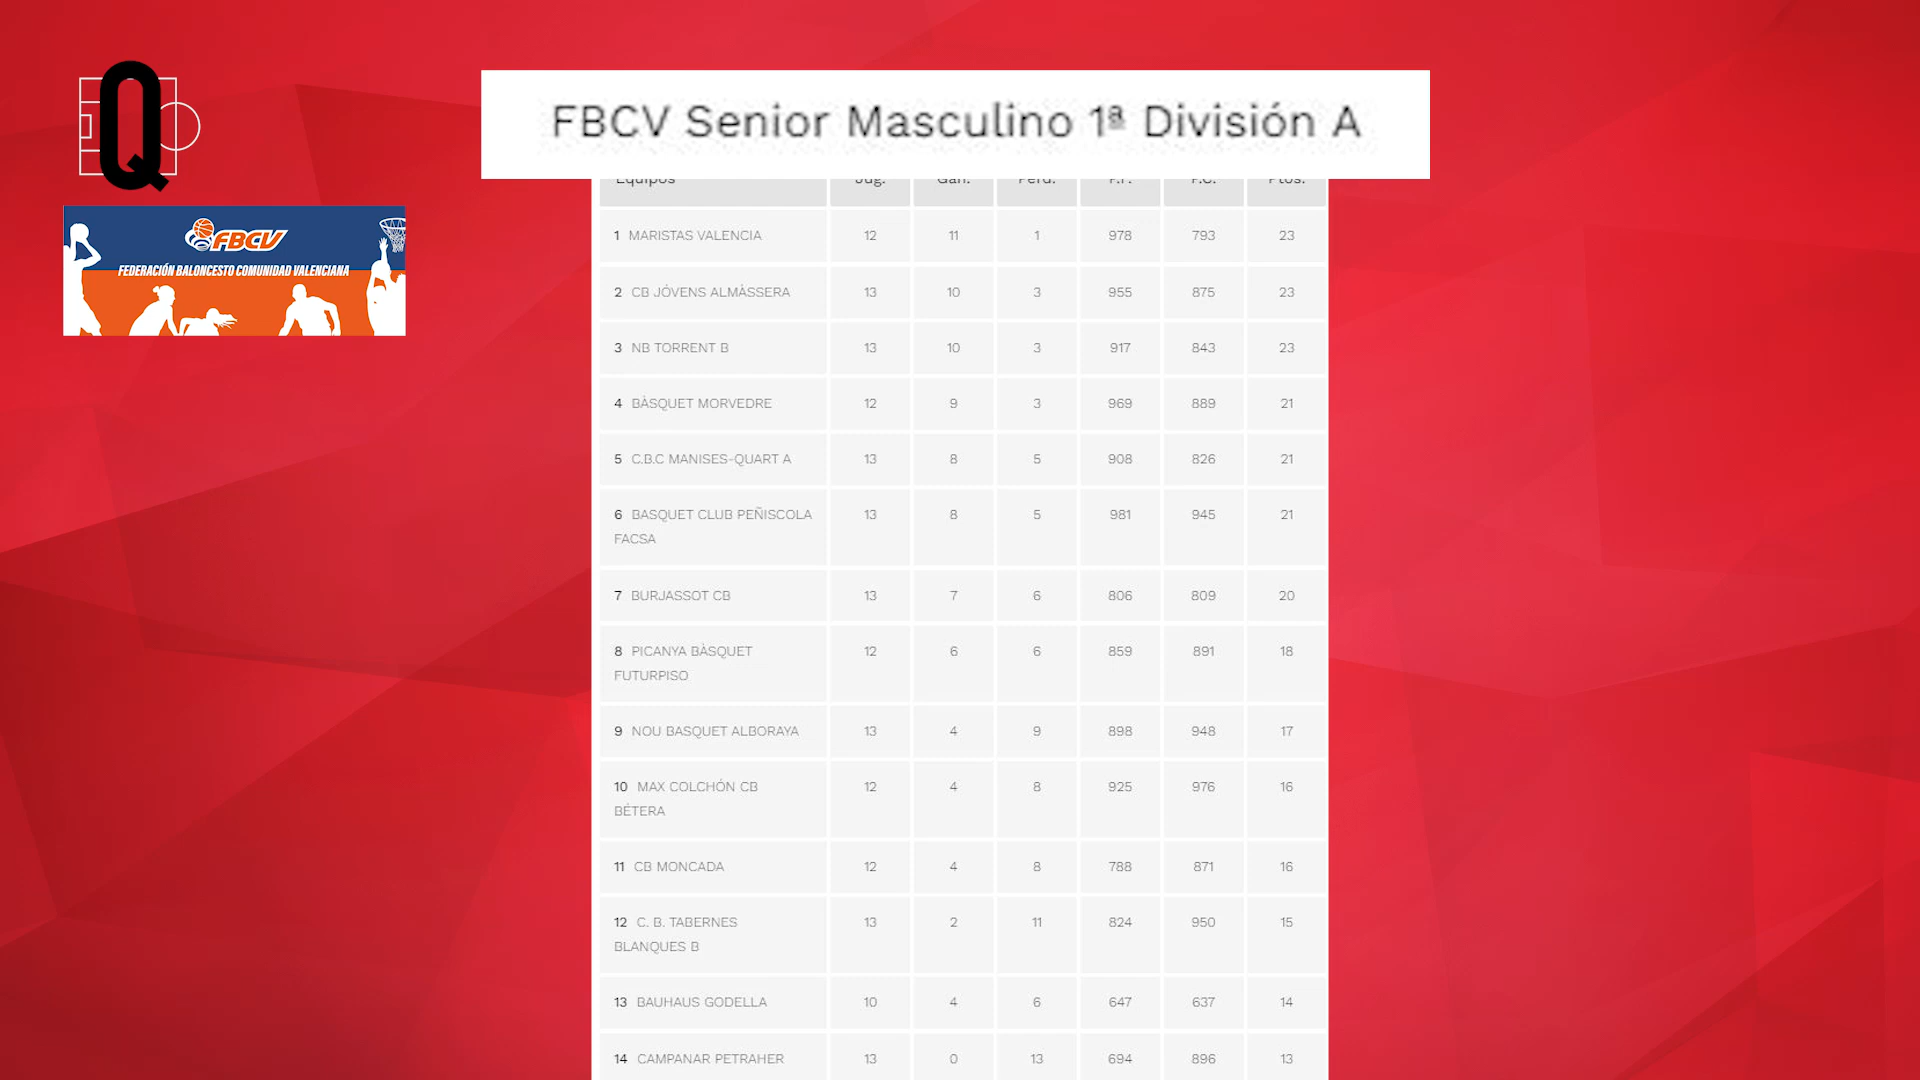 Q
FBCV Senior Masculino 1ª División A
FBCV
FEDERACIÓN BALONCESTO COMUNIDAD VALENCIANA
Equipos Jug. Gan. Perd. P.F. P.C. Ptos.
1 MARISTAS VALENCIA 12 11 1 978 793 23
2 CB JÓVENS ALMÀSSERA 13 10 3 955 875 23
3 NB TORRENT B 13 10 3 917 843 23
4 BÀSQUET MORVEDRE 12 9 3 969 889 21
5 C.B.C MANISES-QUART A 13 8 5 908 826 21
6 BASQUET CLUB PEÑISCOLA 13 8 5 981 945 21
FACSA
7 BURJASSOT CB 13 7 6 806 809 20
8 PICANYA BÀSQUET 12 6 6 859 891 18
FUTURPISO
9 NOU BASQUET ALBORAYA 13 4 9 898 948 17
10 MAX COLCHÓN CB 12 4 8 925 976 16
BÉTERA
11 CB MONCADA 12 4 8 788 871 16
12 C. B. TABERNES 13 2 11 824 950 15
BLANQUES B
13 BAUHAUS GODELLA 10 4 6 647 637 14
14 CAMPANAR PETRAHER 13 0 13 694 896 13